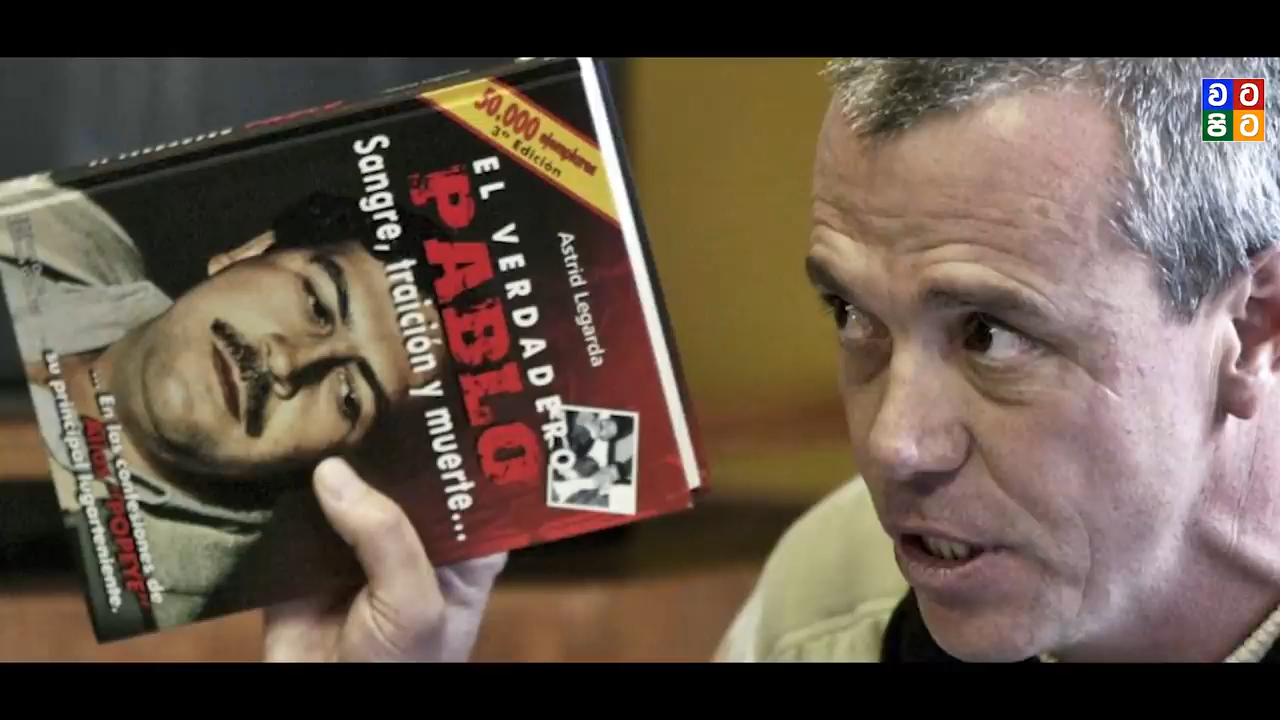 50.000 ejemplares
3ª Edición
Astrid Legarda
EL VERDADERO
PABLO
Sangre, traición y muerte...
... En las confesiones de
Alias "POPEYE",
su principal lugarteniente.